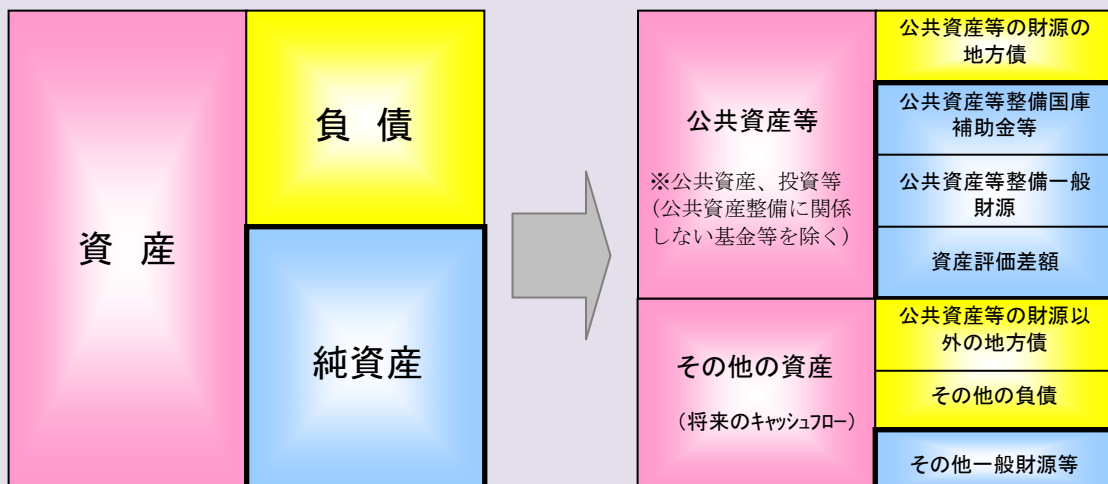 資 産
負 債
純資産
公共資産等
※公共資産、投資等
(公共資産整備に関係
しない基金等を除く)
その他の資産
(将来のキャッシュフロー)
公共資産等の財源の
地方債
公共資産等整備国庫
補助金等
公共資産等整備一般
財源
資産評価差額
公共資産等の財源以
外の地方債
その他の負債
その他一般財源等